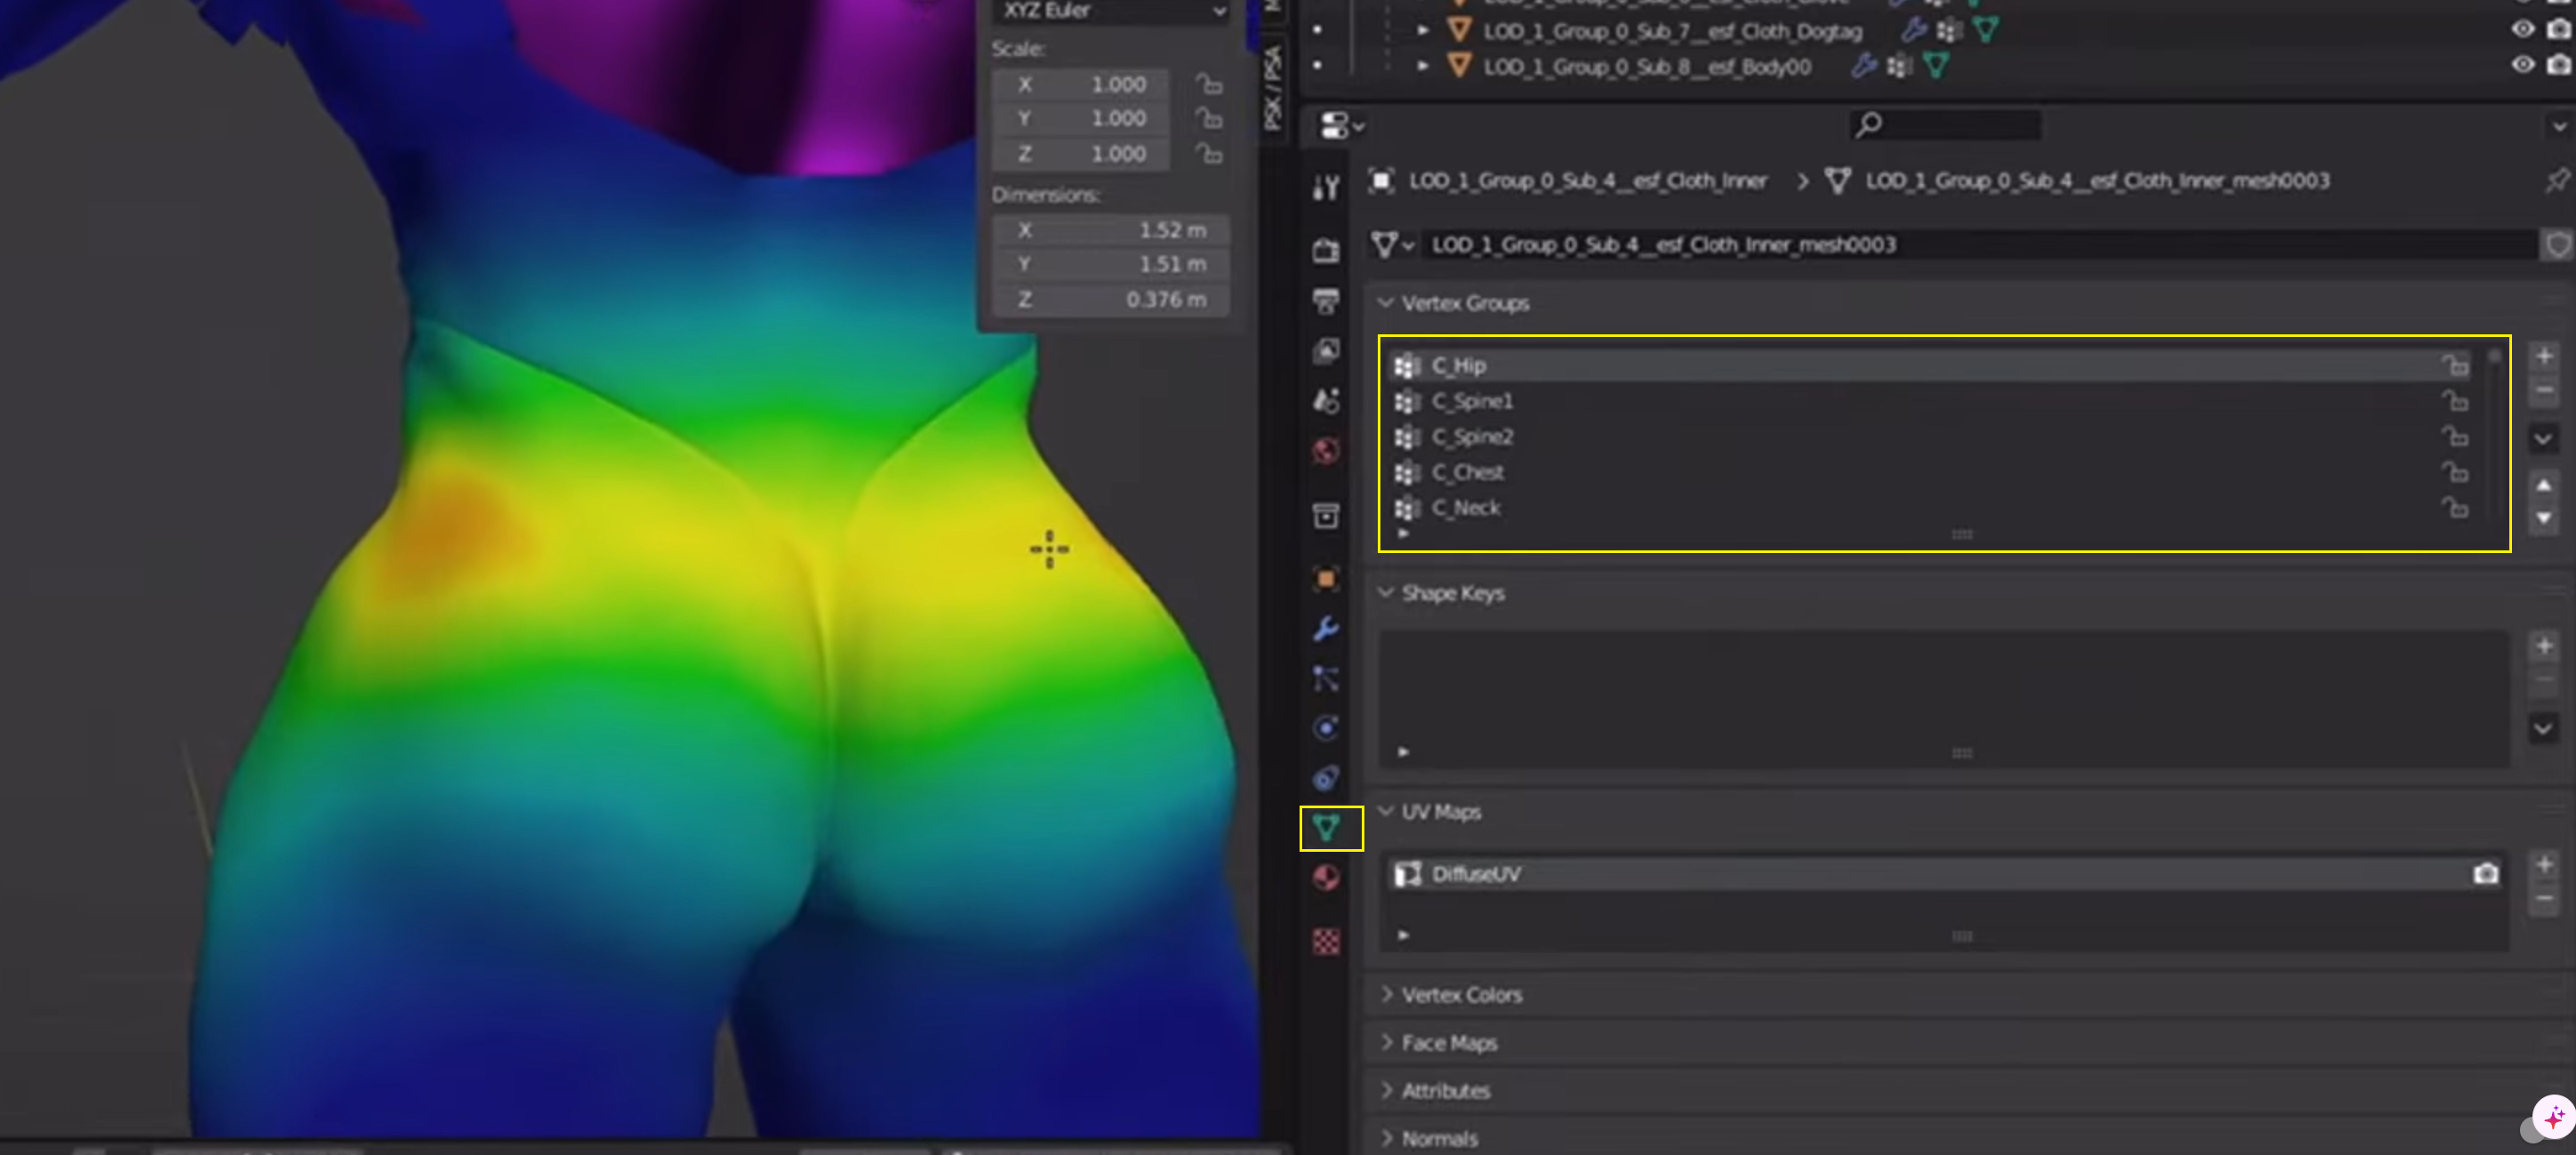 XYZ Euler
Scale:
X 1.000
Y 1.000
Z 1.000
Dimensions:
X 1.52 m
Y 1.51 m
Z 0.376 m
PSK / PSA
LOD_1_Group_0_Sub_7__esf_Cloth_Dogtag
LOD_1_Group_0_Sub_8__esf_Body00
LOD_1_Group_0_Sub_4__esf_Cloth_Inner > LOD_1_Group_0_Sub_4__esf_Cloth_Inner_mesh0003
LOD_1_Group_0_Sub_4__esf_Cloth_Inner_mesh0003
Vertex Groups
C_Hip
C_Spine1
C_Spine2
C_Chest
C_Neck
Shape Keys
UV Maps
DiffuseUV
Vertex Colors
Face Maps
Attributes
Normals